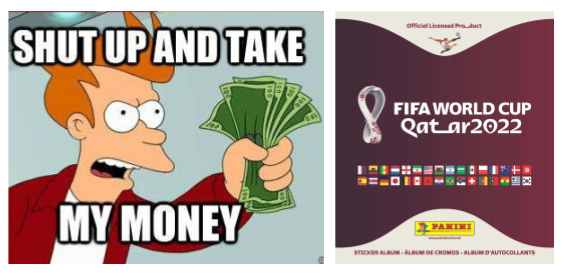 SHUT UP AND TAKE
MY MONEY
Official Licensed Product
FIFA WORLD CUP
Qatar2022
PANINI
STICKER ALBUM - ÁLBUM DE CROMOS - ÁLBUM D'AUTOCOLLANTS